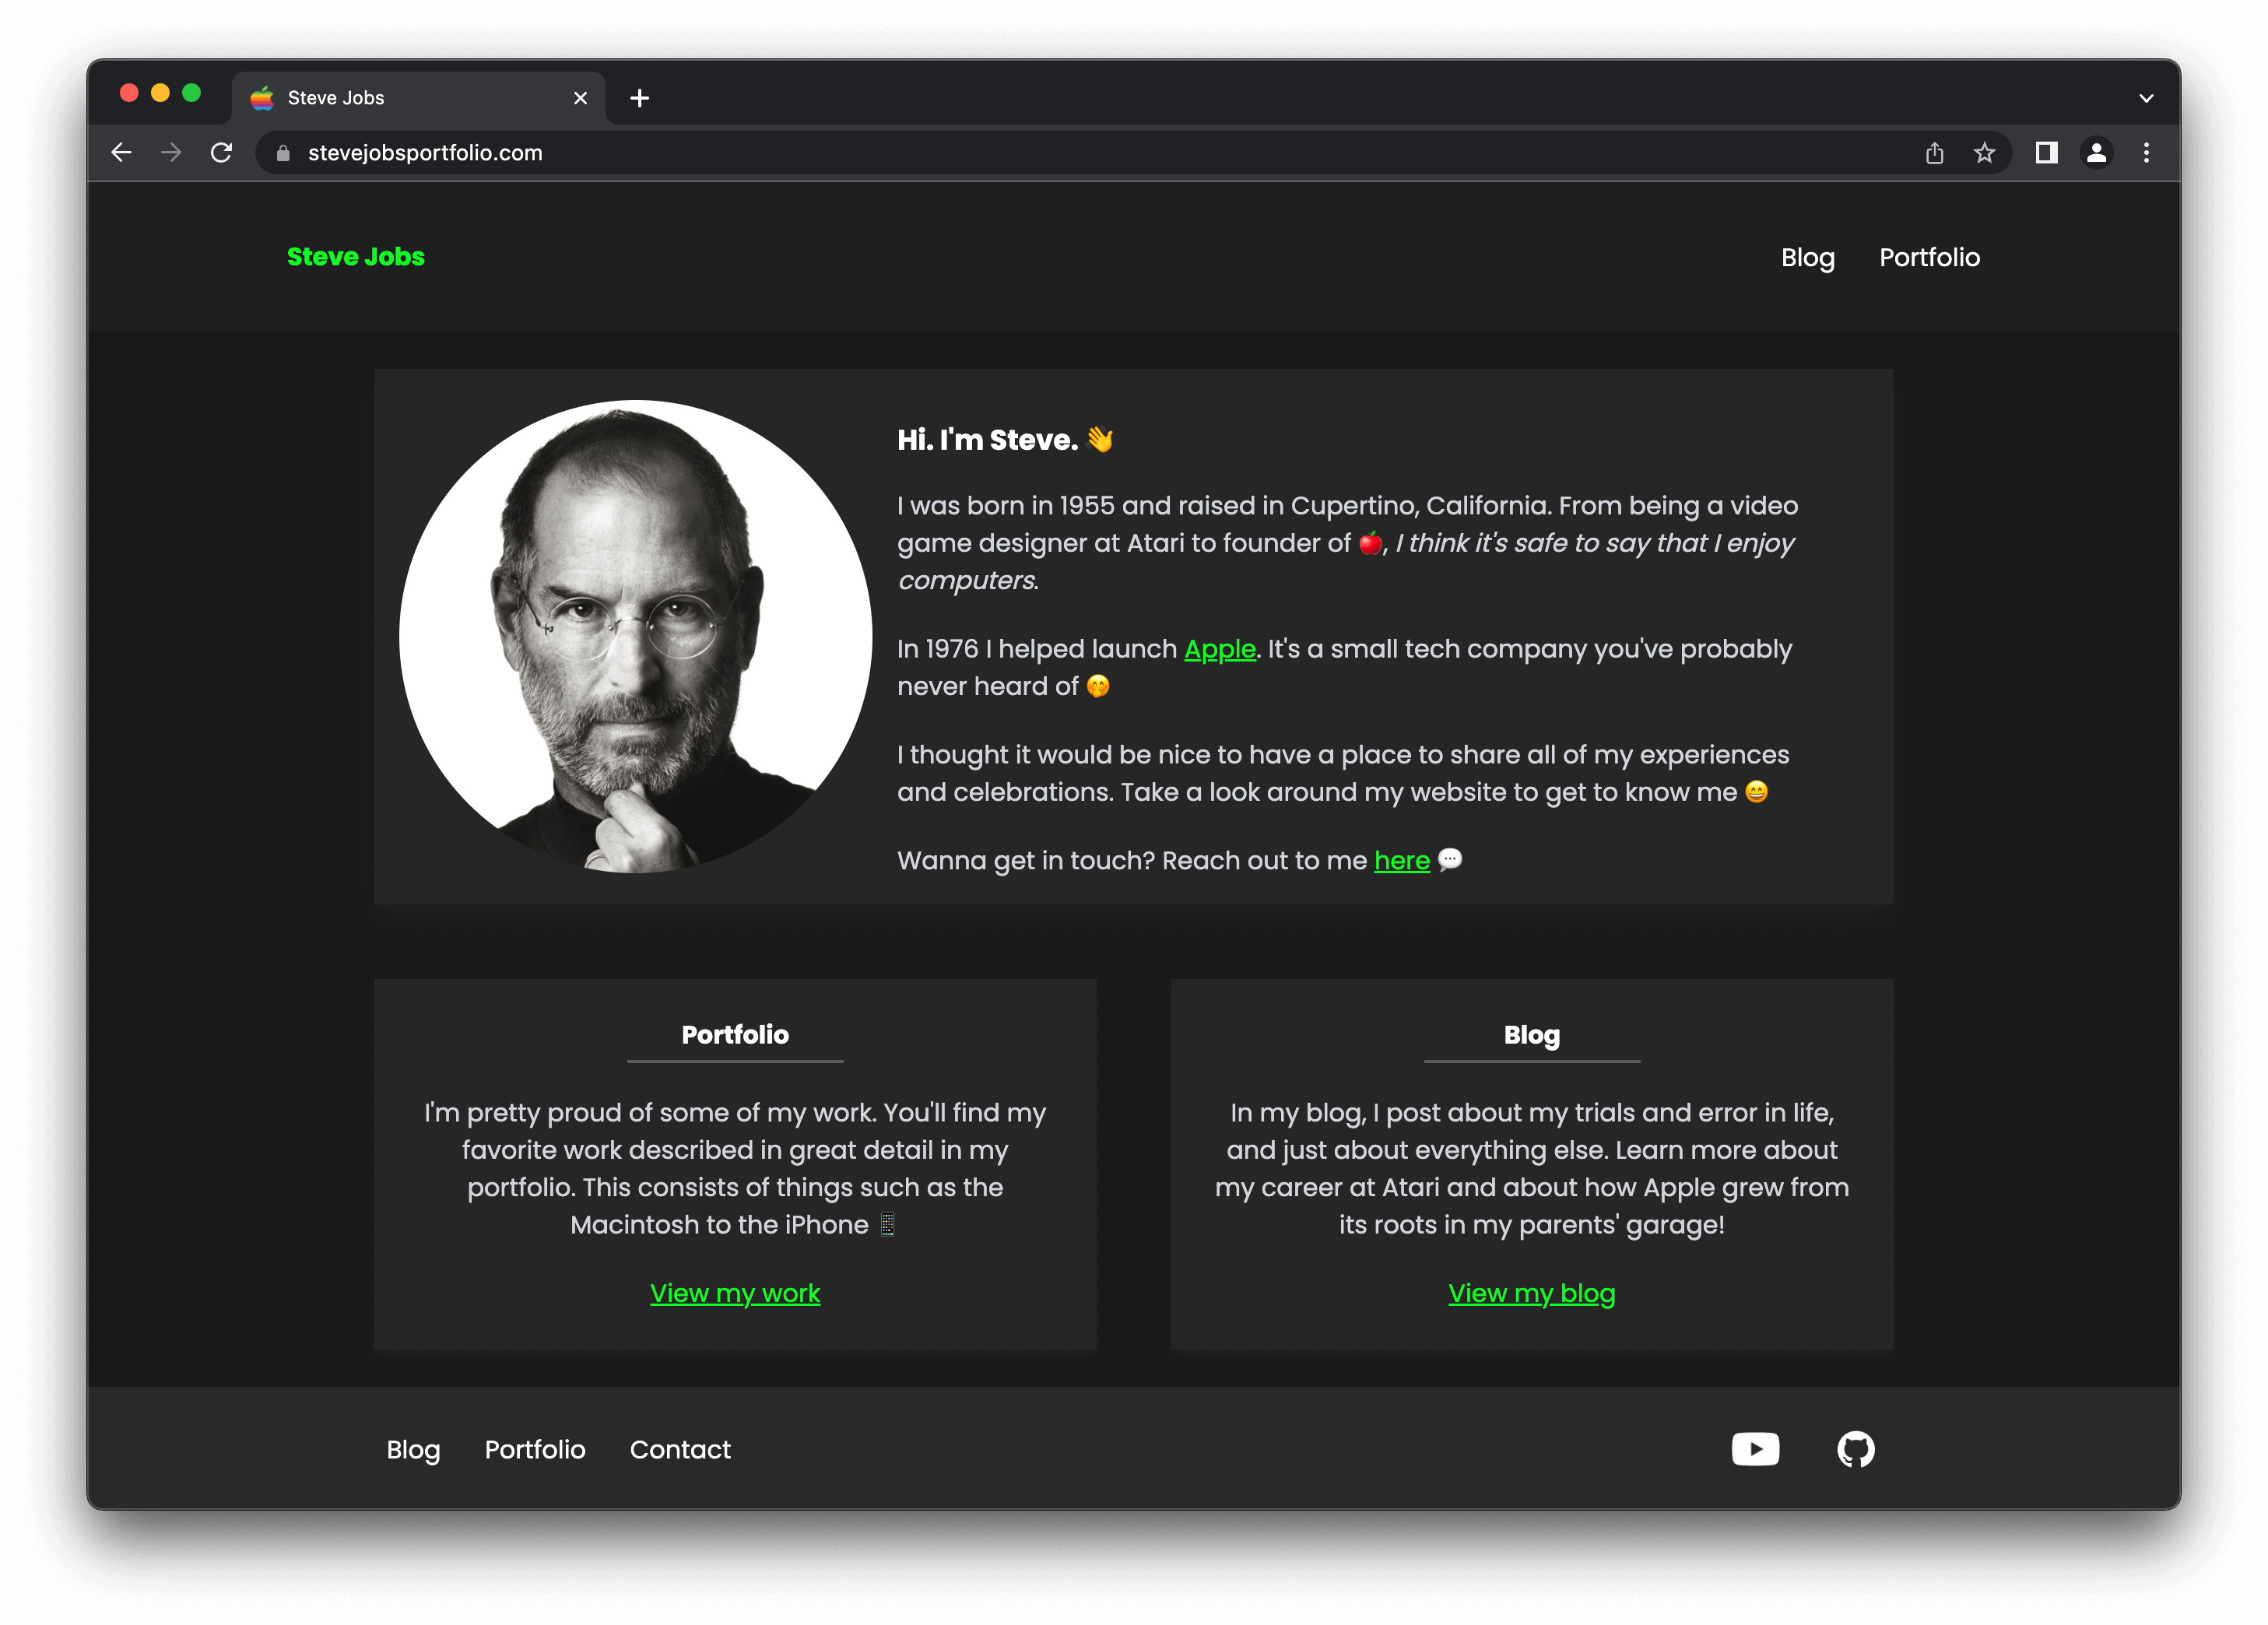 Steve Jobs
stevejobsportfolio.com
Steve Jobs
Blog Portfolio
Hi. I'm Steve. 👋
I was born in 1955 and raised in Cupertino, California. From being a video
game designer at Atari to founder of 🍎, I think it's safe to say that I enjoy
computers.
In 1976 I helped launch Apple. It's a small tech company you've probably
never heard of 🤭
I thought it would be nice to have a place to share all of my experiences
and celebrations. Take a look around my website to get to know me 😄
Wanna get in touch? Reach out to me here 💬
Portfolio
I'm pretty proud of some of my work. You'll find my
favorite work described in great detail in my
portfolio. This consists of things such as the
Macintosh to the iPhone 📱
View my work
Blog
In my blog, I post about my trials and error in life,
and just about everything else. Learn more about
my career at Atari and about how Apple grew from
its roots in my parents' garage!
View my blog
Blog Portfolio Contact